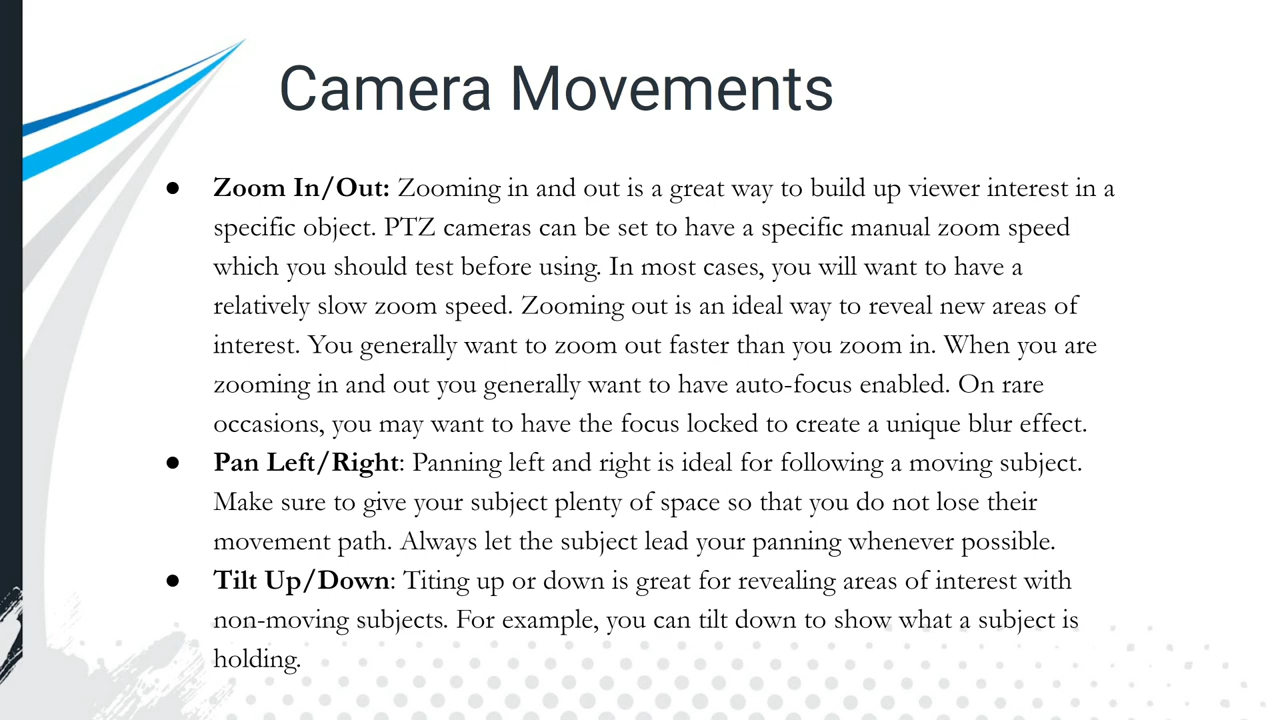 Camera Movements
● Zoom In/Out: Zooming in and out is a great way to build up viewer interest in a
specific object. PTZ cameras can be set to have a specific manual zoom speed
which you should test before using. In most cases, you will want to have a
relatively slow zoom speed. Zooming out is an ideal way to reveal new areas of
interest. You generally want to zoom out faster than you zoom in. When you are
zooming in and out you generally want to have auto-focus enabled. On rare
occasions, you may want to have the focus locked to create a unique blur effect.
● Pan Left/Right: Panning left and right is ideal for following a moving subject.
Make sure to give your subject plenty of space so that you do not lose their
movement path. Always let the subject lead your panning whenever possible.
● Tilt Up/Down: Titing up or down is great for revealing areas of interest with
non-moving subjects. For example, you can tilt down to show what a subject is
holding.